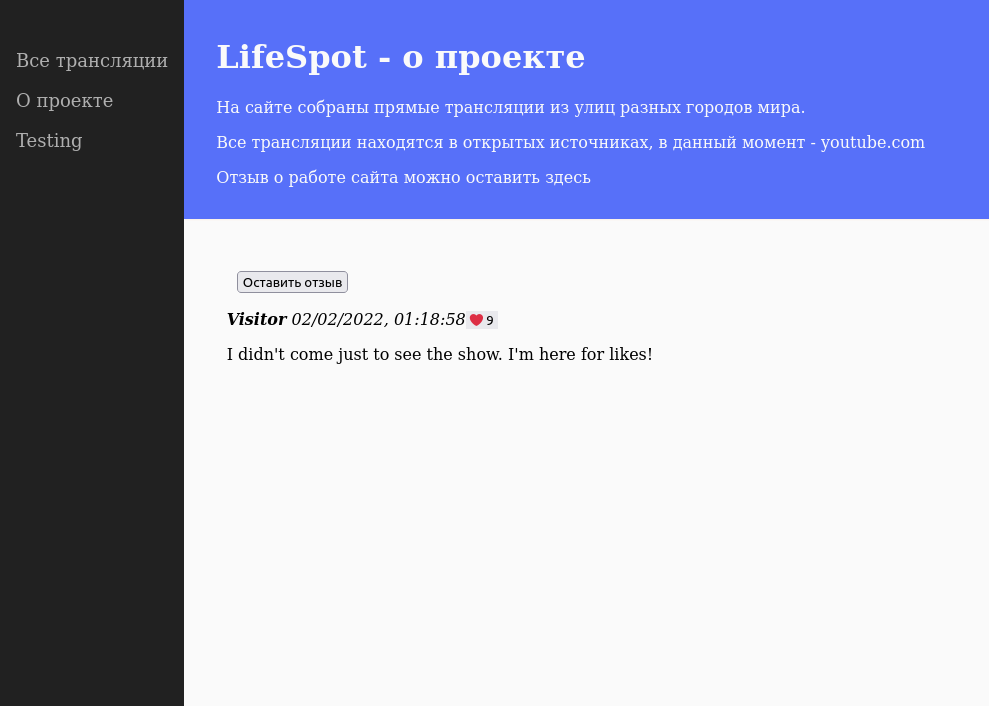 Все трансляции
О проекте
Testing
LifeSpot - о проекте
На сайте собраны прямые трансляции из улиц разных городов мира.
Все трансляции находятся в открытых источниках, в данный момент - youtube.com
Отзыв о работе сайта можно оставить здесь
Оставить отзыв
Visitor 02/02/2022, 01:18:58 ❤️ 9
I didn't come just to see the show. I'm here for likes!